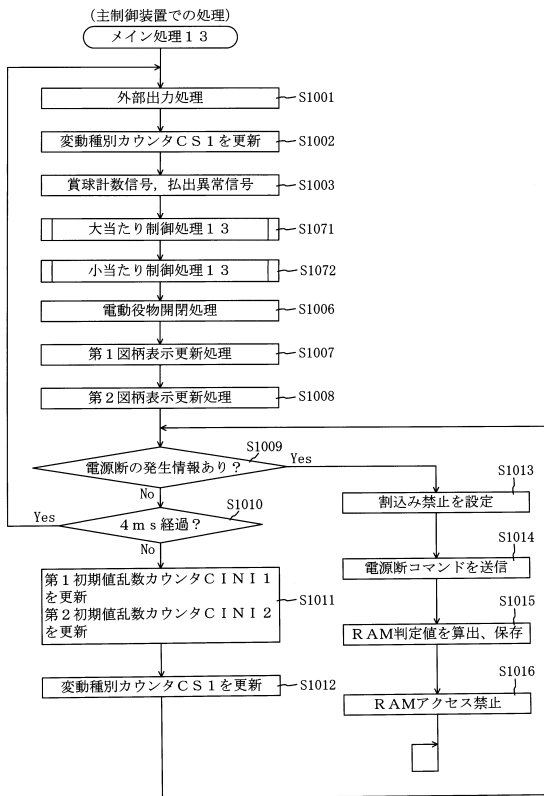 （主制御装置での処理）
メイン処理１３
外部出力処理
S1001
変動種別カウンタＣＳ１を更新
S1002
賞球計数信号，払出異常信号
S1003
大当たり制御処理１３
S1071
小当たり制御処理１３
S1072
電動役物開閉処理
S1006
第１図柄表示更新処理
S1007
第２図柄表示更新処理
S1008
電源断の発生情報あり？
S1009
Yes
No
４ｍｓ経過？
S1010
Yes
No
第１初期値乱数カウンタＣＩＮＩ１
を更新
第２初期値乱数カウンタＣＩＮＩ２
を更新
S1011
変動種別カウンタＣＳ１を更新
S1012
S1013
割込み禁止を設定
S1014
電源断コマンドを送信
S1015
ＲＡＭ判定値を算出、保存
S1016
ＲＡＭアクセス禁止